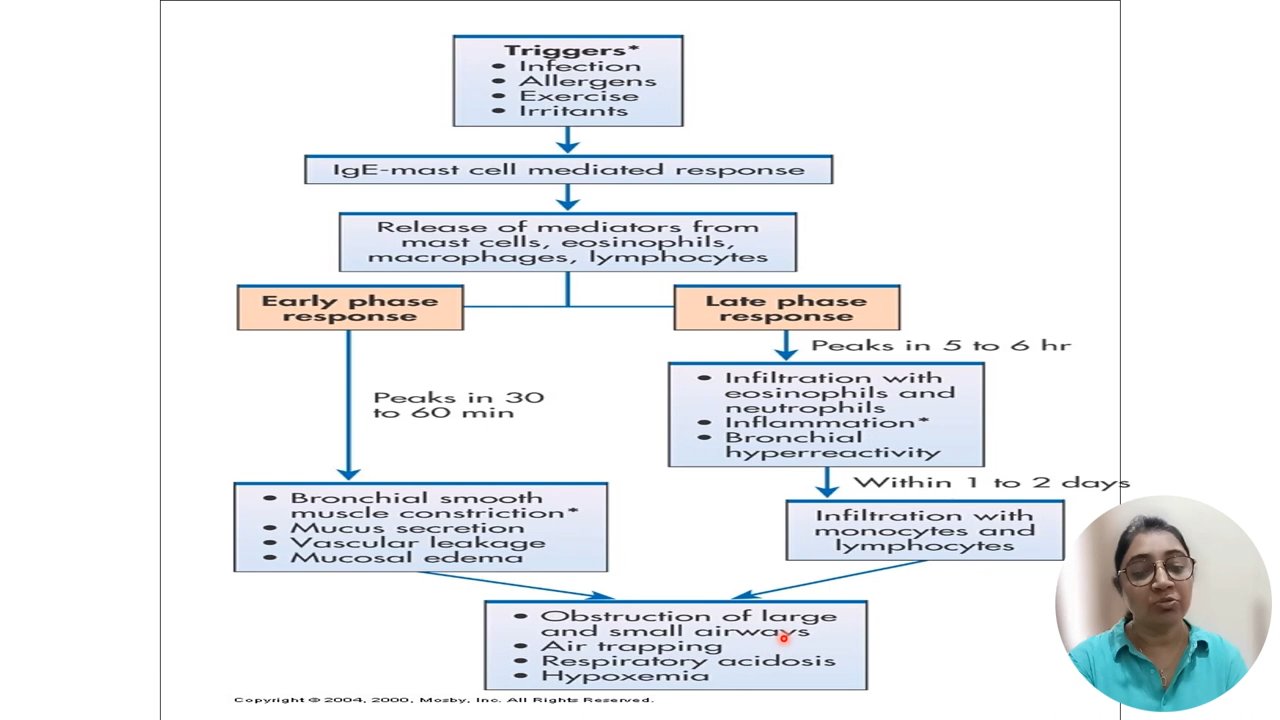 Triggers*
• Infection
• Allergens
• Exercise
• Irritants
IgE-mast cell mediated response
Release of mediators from
mast cells, eosinophils,
macrophages, lymphocytes
Early phase
response
Late phase
response
Peaks in 5 to 6 hr
Peaks in 30
to 60 min
• Infiltration with
eosinophils and
neutrophils
• Inflammation*
• Bronchial
hyperreactivity
Within 1 to 2 days
• Bronchial smooth
muscle constriction*
• Mucus secretion
• Vascular leakage
• Mucosal edema
Infiltration with
monocytes and
lymphocytes
• Obstruction of large
and small airways
• Air trapping
• Respiratory acidosis
• Hypoxemia
Copyright © 2004, 2000, Mosby, Inc. All Rights Reserved.